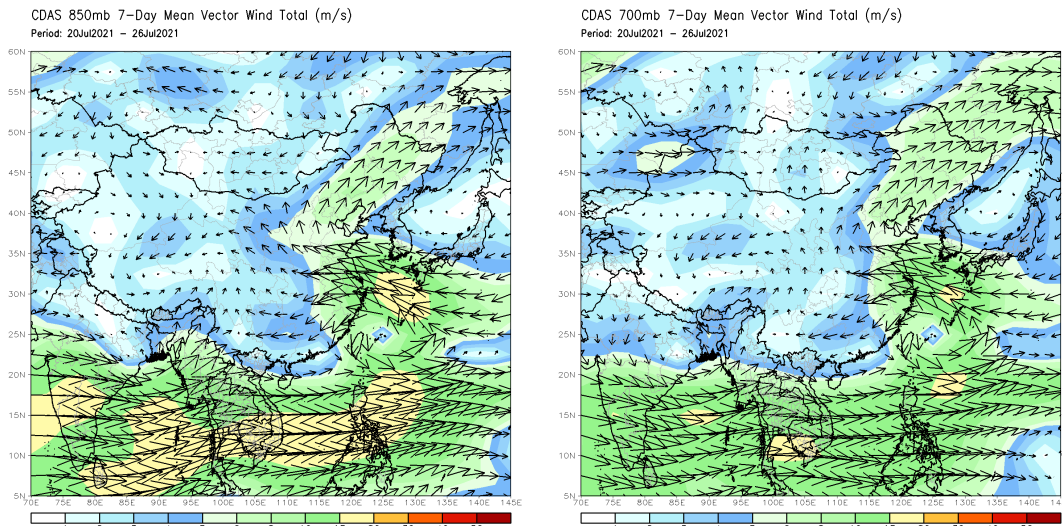 CDAS 850mb 7-Day Mean Vector Wind Total (m/s)
Period: 20Jul2021 - 26Jul2021
60N
55N
50N
45N
40N
35N
30N
25N
20N
15N
10N
5N
70E 75E 80E 85E 90E 95E 100E 105E 110E 115E 120E 125E 130E 135E 140E 145E
CDAS 700mb 7-Day Mean Vector Wind Total (m/s)
Period: 20Jul2021 - 26Jul2021
60N
55N
50N
45N
40N
35N
30N
25N
20N
15N
10N
5N
70E 75E 80E 85E 90E 95E 100E 105E 110E 115E 120E 125E 130E 135E 140E 145E